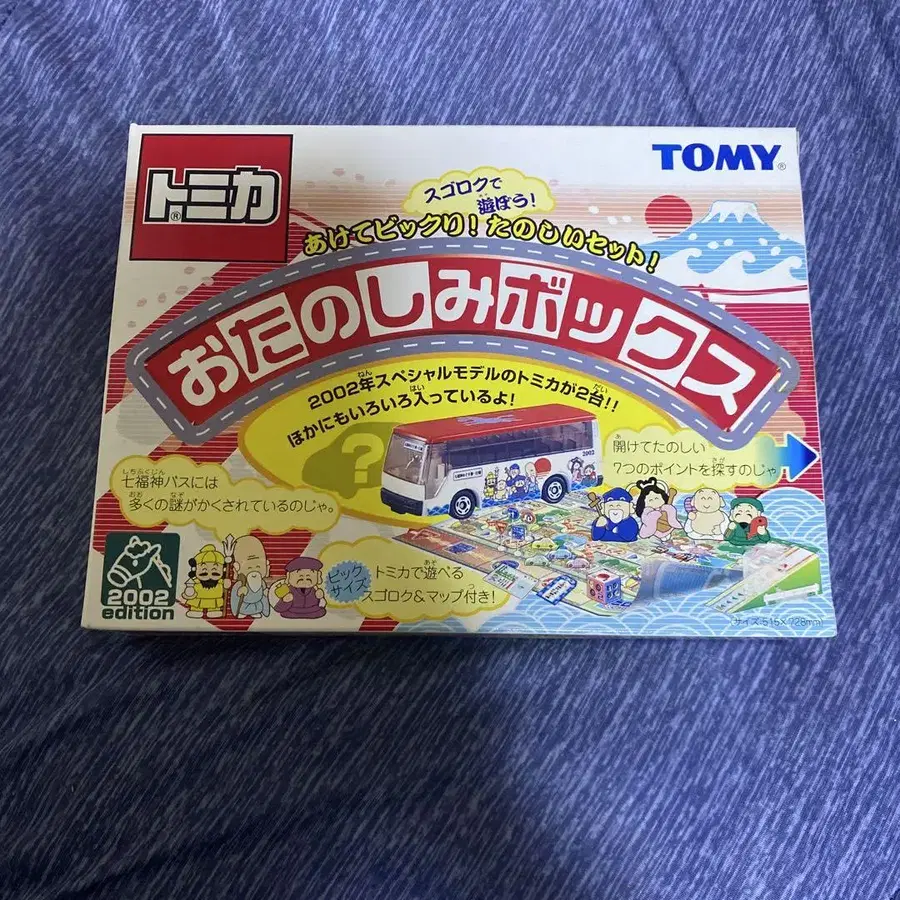 トミカ®
TOMY®
スゴロクで
遊ぼう!
あけてビックリ!たのしいセット!
おたのしみボックス
2002年スペシャルモデルのトミカが2台!!
ほかにもいろいろ入っているよ!
?
2002
七福神バスには
多くの謎がかくされているのじゃ。
開けてたのしい
7つのポイントを探すのじゃ
ビッグ
サイズ
トミカで遊べる
スゴロク&マップ付き!
2002
edition
(サイズ:515×728mm)